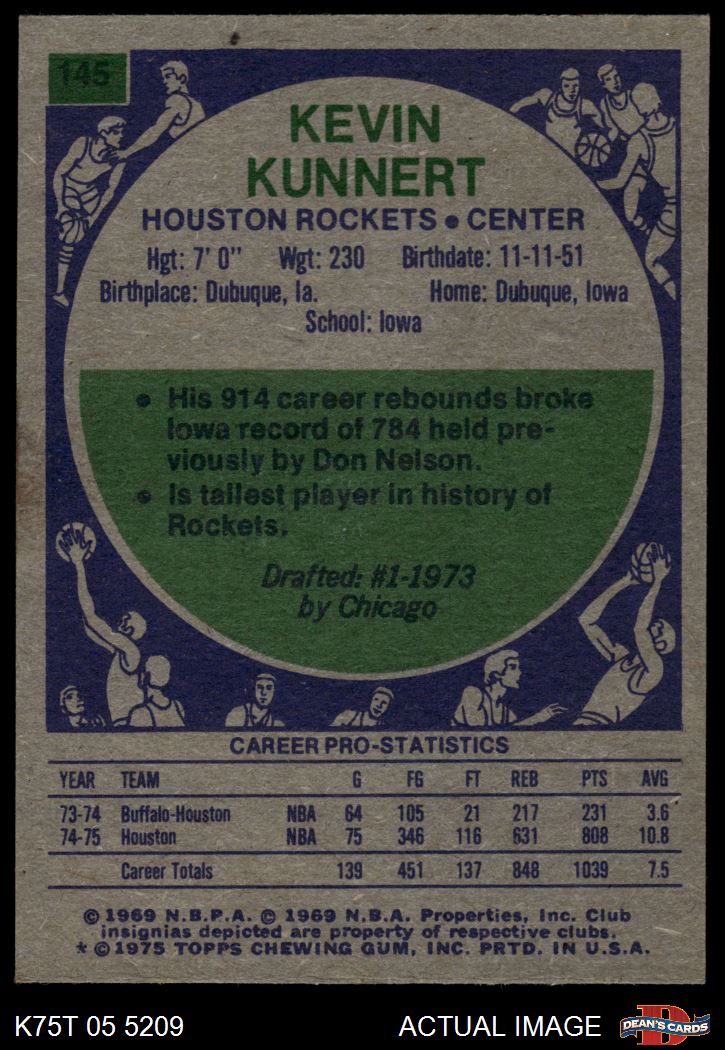 145
KEVIN
KUNNERT
HOUSTON ROCKETS • CENTER
Hgt: 7' 0" Wgt: 230 Birthdate: 11-11-51
Birthplace: Dubuque, Ia. Home: Dubuque, Iowa
School: Iowa
• His 914 career rebounds broke
Iowa record of 784 held pre-
viously by Don Nelson.
• Is tallest player in history of
Rockets.
Drafted: #1-1973
by Chicago
CAREER PRO-STATISTICS
YEAR TEAM G FG FT REB PTS AVG
73-74 Buffalo-Houston NBA 64 105 21 217 231 3.6
74-75 Houston NBA 75 346 116 631 808 10.8
Career Totals 139 451 137 848 1039 7.5
© 1969 N.B.P.A. © 1969 N.B.A. Properties, Inc. Club
insignias depicted are property of respective clubs.
* © 1975 TOPPS CHEWING GUM, INC. PRTD. IN U.S.A.
K75T 05 5209 ACTUAL IMAGE D DEAN'S CARDS